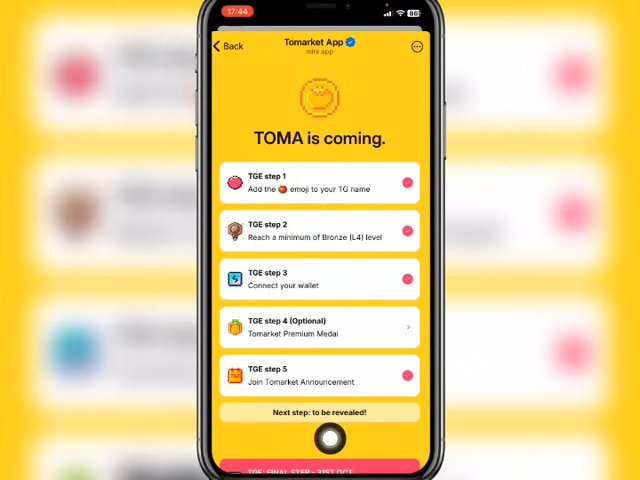 17:44
86
Back
Tomarket App
mini app
TOMA is coming.
TGE step 1
Add the 🍅 emoji to your TG name
TGE step 2
Reach a minimum of Bronze (L4) level
TGE step 3
Connect your wallet
TGE step 4 (Optional)
Tomarket Premium Medal
TGE step 5
Join Tomarket Announcement
Next step: to be revealed!
TGE: FINAL STEP - 31ST OCT